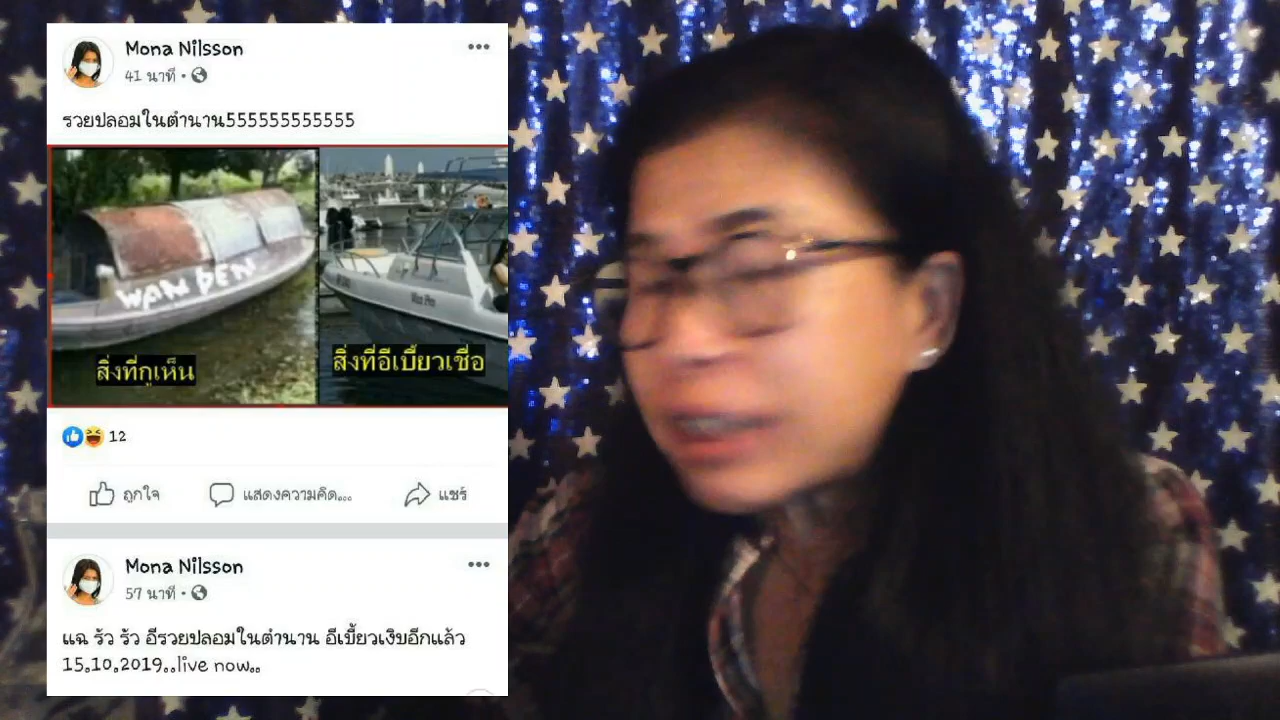 Mona Nilsson
41 นาที
รวยปลอมในตำนาน555555555555
WAN DEN
สิ่งที่กูเห็น
สิ่งที่อีเบี้ยวเชื่อ
12
ถูกใจ
แสดงความคิด...
แชร์
Mona Nilsson
57 นาที
แฉ รัว รัว อีรวยปลอมในตำนาน อีเบี้ยวเงิบอีกแล้ว
15.10.2019..live now..